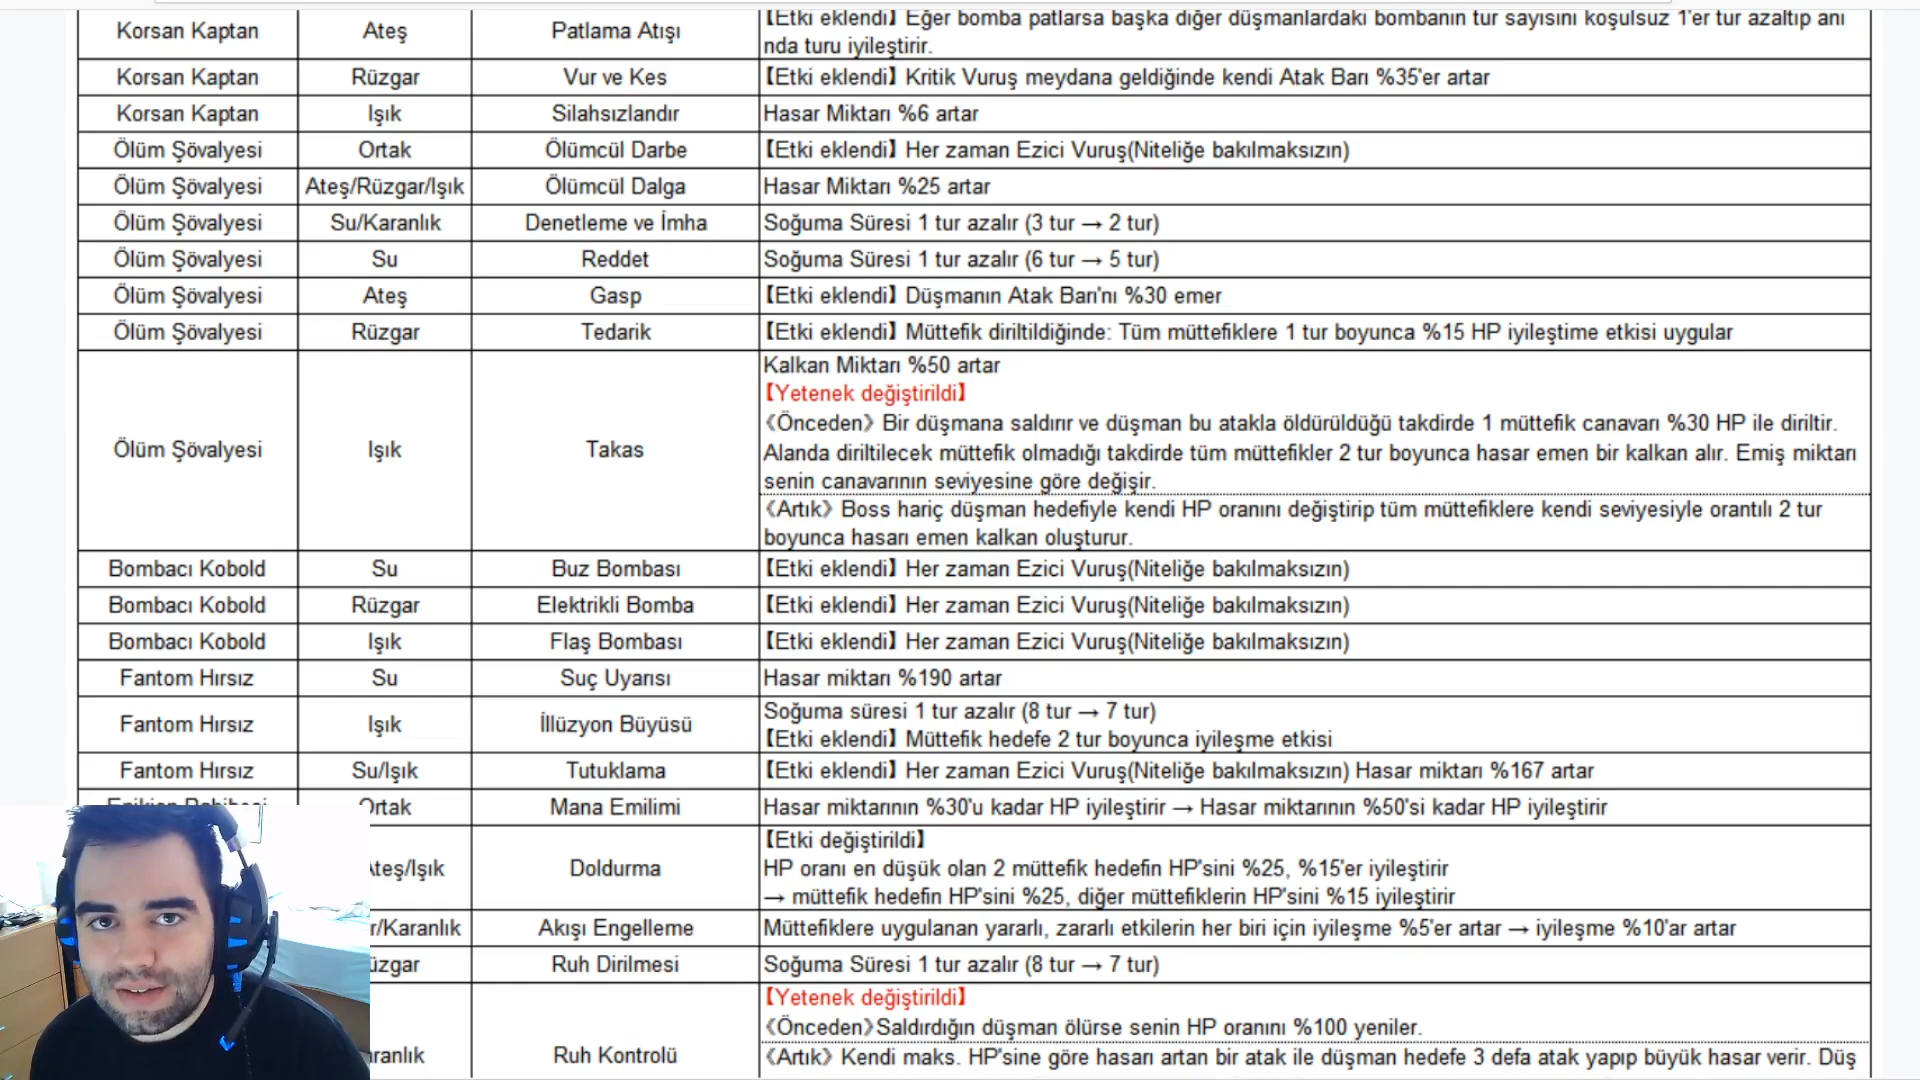 Korsan Kaptan Ateş Patlama Atışı 【Etki eklendi】 Eğer bomba patlarsa başka diğer düşmanlardaki bombanın tur sayısını koşulsuz 1'er tur azaltıp anı
nda turu iyileştirir.
Korsan Kaptan Rüzgar Vur ve Kes 【Etki eklendi】 Kritik Vuruş meydana geldiğinde kendi Atak Barı %35'er artar
Korsan Kaptan Işık Silahsızlandır Hasar Miktarı %6 artar
Ölüm Şövalyesi Ortak Ölümcül Darbe 【Etki eklendi】 Her zaman Ezici Vuruş(Niteliğe bakılmaksızın)
Ölüm Şövalyesi Ateş/Rüzgar/Işık Ölümcül Dalga Hasar Miktarı %25 artar
Ölüm Şövalyesi Su/Karanlık Denetleme ve İmha Soğuma Süresi 1 tur azalır (3 tur → 2 tur)
Ölüm Şövalyesi Su Reddet Soğuma Süresi 1 tur azalır (6 tur → 5 tur)
Ölüm Şövalyesi Ateş Gasp 【Etki eklendi】 Düşmanın Atak Barı'nı %30 emer
Ölüm Şövalyesi Rüzgar Tedarik 【Etki eklendi】 Müttefik diriltildiğinde: Tüm müttefiklere 1 tur boyunca %15 HP iyileştime etkisi uygular
Ölüm Şövalyesi Işık Takas Kalkan Miktarı %50 artar
【Yetenek değiştirildi】
《Önceden》 Bir düşmana saldırır ve düşman bu atakla öldürüldüğü takdirde 1 müttefik canavarı %30 HP ile diriltir.
Alanda diriltilecek müttefik olmadığı takdirde tüm müttefikler 2 tur boyunca hasar emen bir kalkan alır. Emiş miktarı
senin canavarının seviyesine göre değişir.
《Artık》 Boss hariç düşman hedefiyle kendi HP oranını değiştirip tüm müttefiklere kendi seviyesiyle orantılı 2 tur
boyunca hasarı emen kalkan oluşturur.
Bombacı Kobold Su Buz Bombası 【Etki eklendi】 Her zaman Ezici Vuruş(Niteliğe bakılmaksızın)
Bombacı Kobold Rüzgar Elektrikli Bomba 【Etki eklendi】 Her zaman Ezici Vuruş(Niteliğe bakılmaksızın)
Bombacı Kobold Işık Flaş Bombası 【Etki eklendi】 Her zaman Ezici Vuruş(Niteliğe bakılmaksızın)
Fantom Hırsız Su Suç Uyarısı Hasar miktarı %190 artar
Fantom Hırsız Işık İllüzyon Büyüsü Soğuma süresi 1 tur azalır (8 tur → 7 tur)
【Etki eklendi】 Müttefik hedefe 2 tur boyunca iyileşme etkisi
Fantom Hırsız Su/Işık Tutuklama 【Etki eklendi】 Her zaman Ezici Vuruş(Niteliğe bakılmaksızın) Hasar miktarı %167 artar
Ortak Mana Emilimi Hasar miktarının %30'u kadar HP iyileştirir → Hasar miktarının %50'si kadar HP iyileştirir
Ateş/Işık Doldurma 【Etki değiştirildi】
HP oranı en düşük olan 2 müttefik hedefin HP'sini %25, %15'er iyileştirir
→ müttefik hedefin HP'sini %25, diğer müttefiklerin HP'sini %15 iyileştirir
r/Karanlık Akışı Engelleme Müttefiklere uygulanan yararlı, zararlı etkilerin her biri için iyileşme %5'er artar → iyileşme %10'ar artar
üzgar Ruh Dirilmesi Soğuma Süresi 1 tur azalır (8 tur → 7 tur)
ranlık Ruh Kontrolü 【Yetenek değiştirildi】
《Önceden》Saldırdığın düşman ölürse senin HP oranını %100 yeniler.
《Artık》 Kendi maks. HP'sine göre hasarı artan bir atak ile düşman hedefe 3 defa atak yapıp büyük hasar verir. Düş